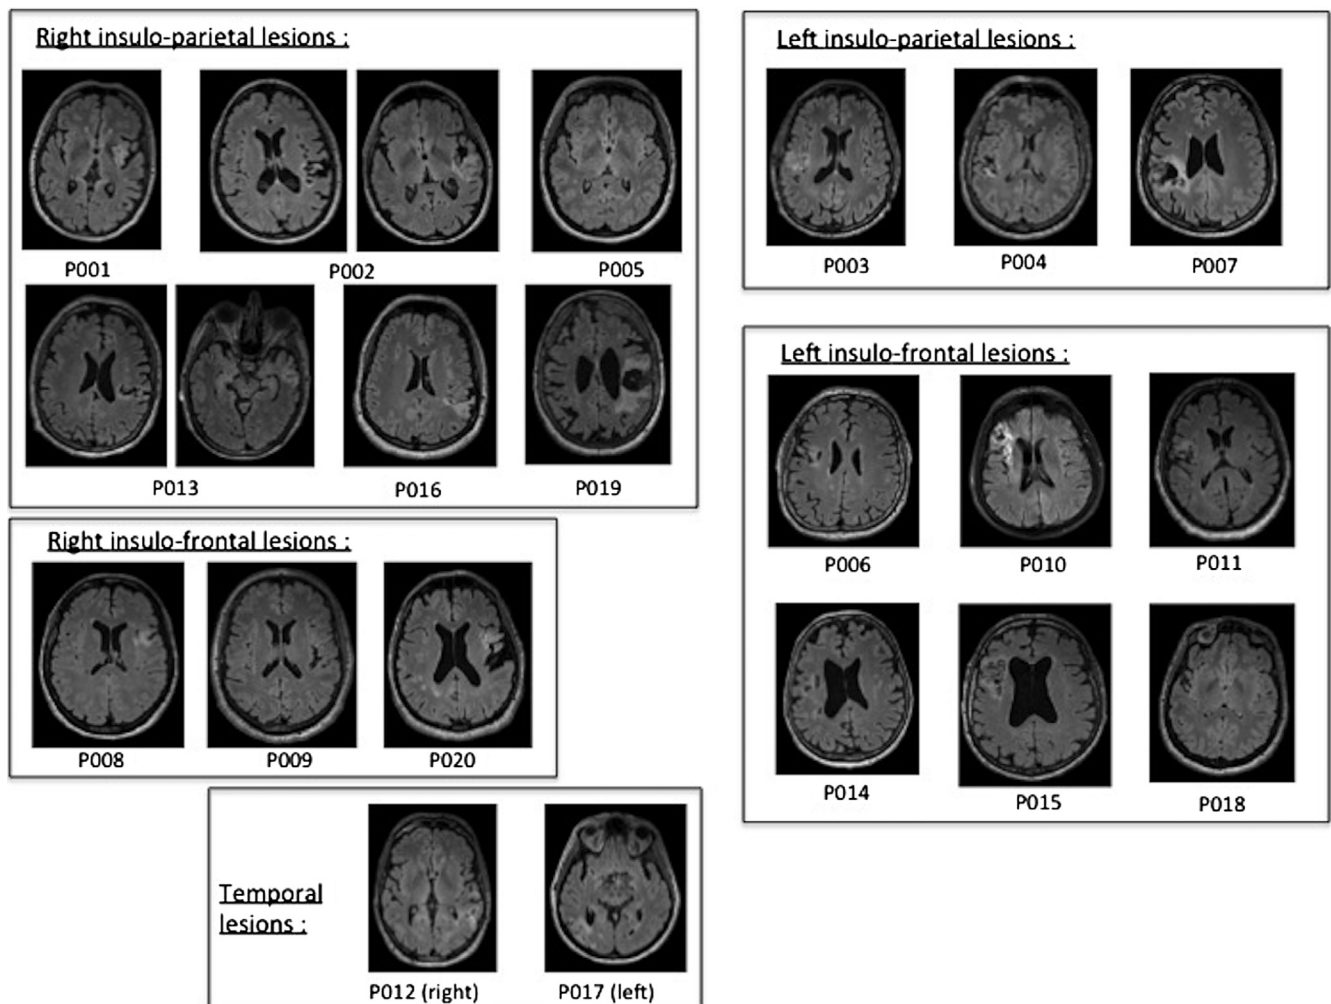 Right insulo-parietal lesions :
P001
P002
P005
P013
P016
P019
Right insulo-frontal lesions :
P008
P009
P020
Temporal
lesions :
P012 (right)
P017 (left)
Left insulo-parietal lesions :
P003
P004
P007
Left insulo-frontal lesions :
P006
P010
P011
P014
P015
P018